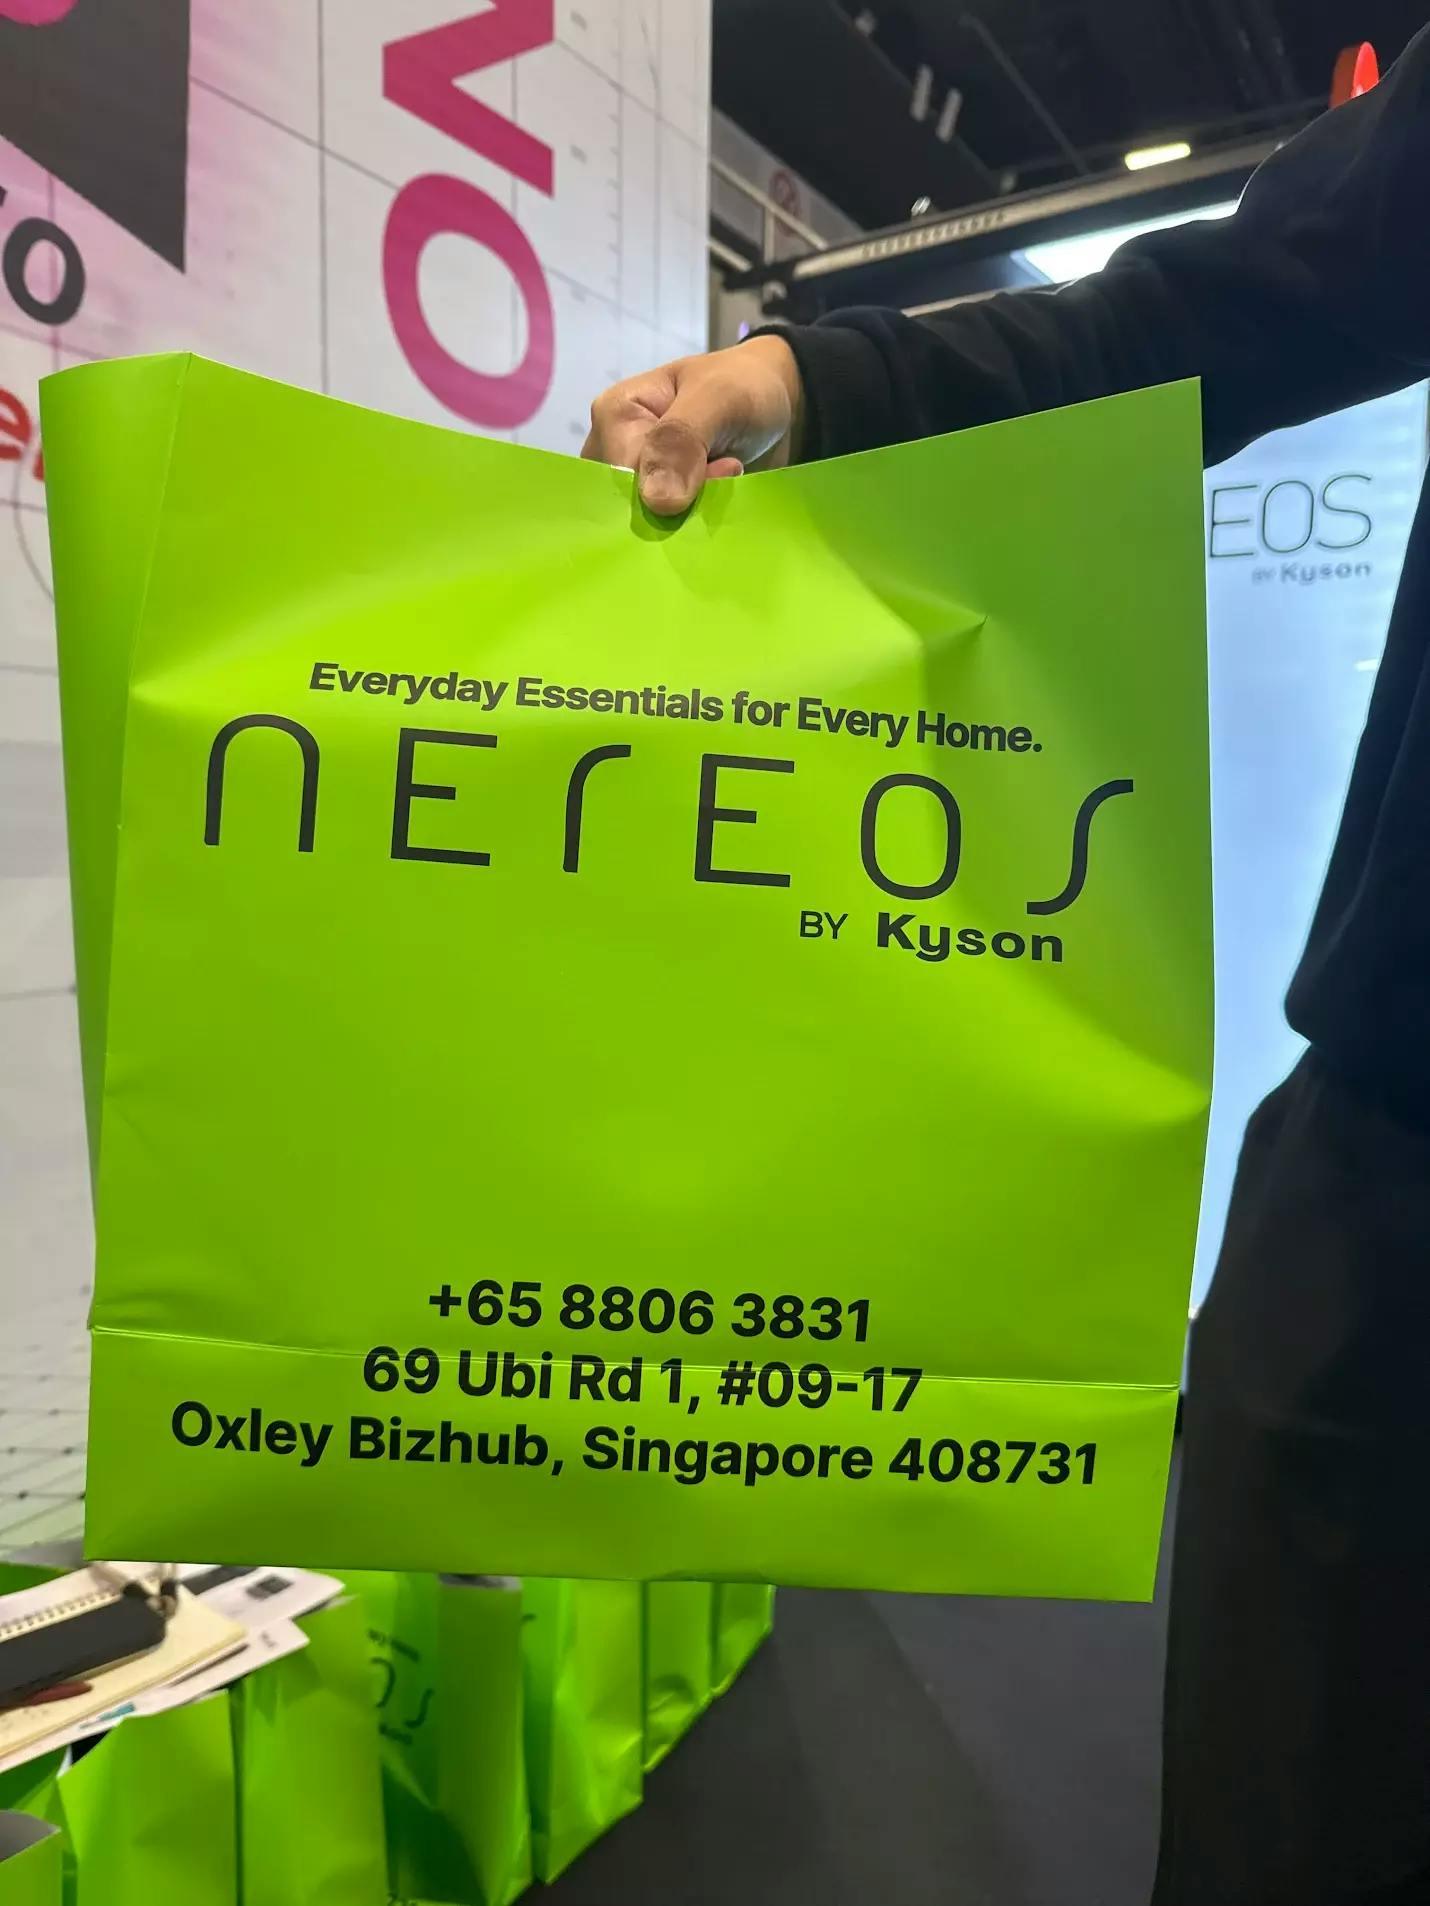 Everyday Essentials for Every Home.
nereos
BY Kyson
+65 8806 3831
69 Ubi Rd 1, #09-17
Oxley Bizhub, Singapore 408731
EOS
BY Kyson